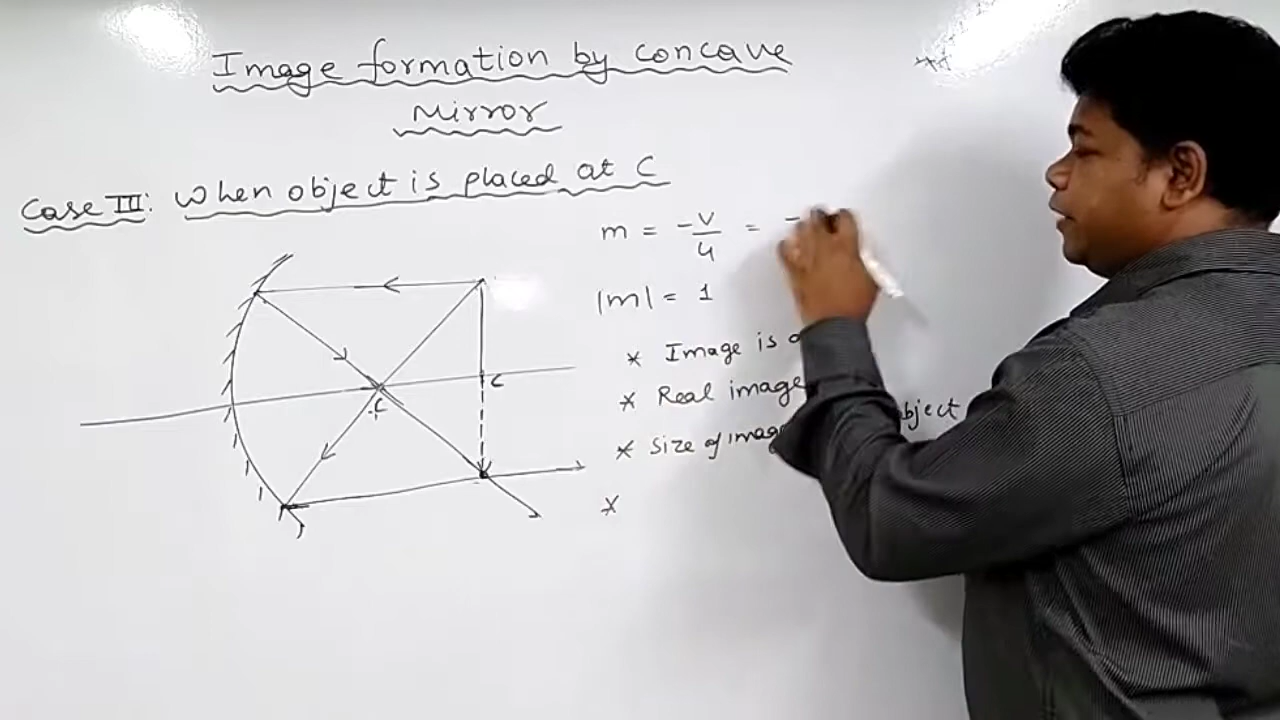 Image formation by concave
Mirror
Case III: When object is placed at C
m = -v/u = -
|m| = 1
* Image is
* Real image
* Size of image object
*
C
F